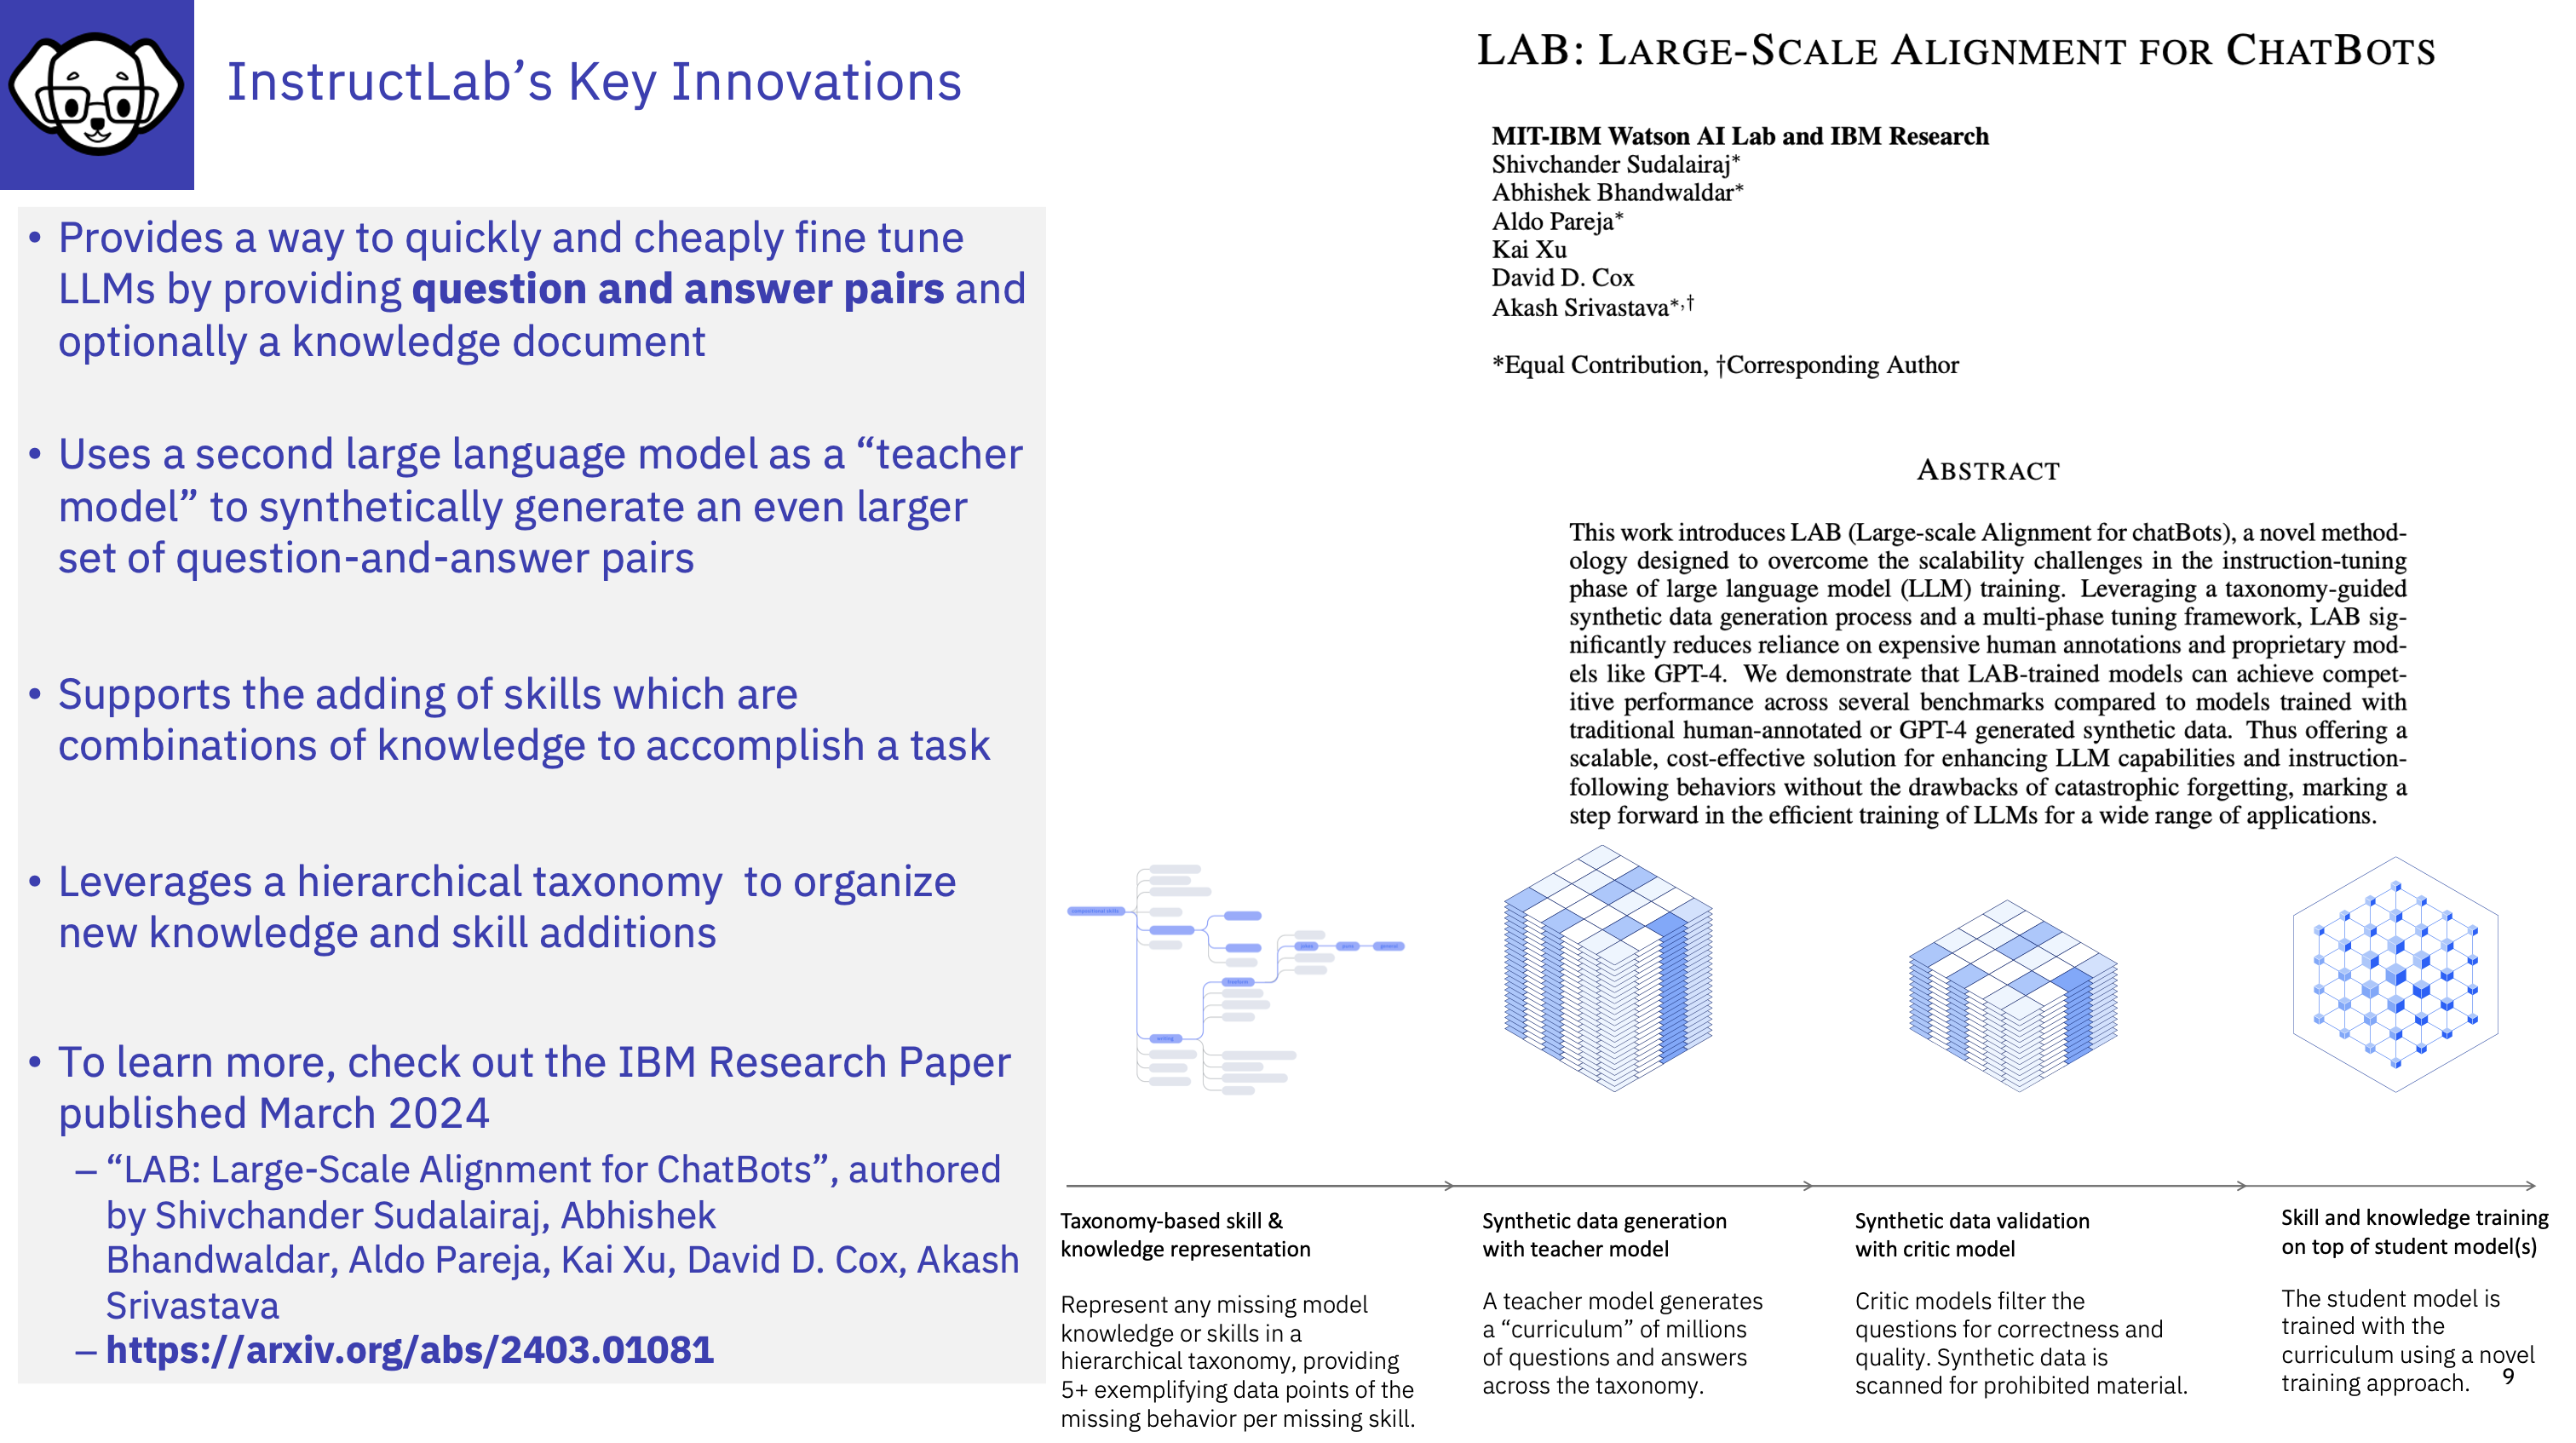 InstructLab’s Key Innovations
• Provides a way to quickly and cheaply fine tune
LLMs by providing question and answer pairs and
optionally a knowledge document
• Uses a second large language model as a “teacher
model” to synthetically generate an even larger
set of question-and-answer pairs
• Supports the adding of skills which are
combinations of knowledge to accomplish a task
• Leverages a hierarchical taxonomy to organize
new knowledge and skill additions
• To learn more, check out the IBM Research Paper
published March 2024
– “LAB: Large-Scale Alignment for ChatBots”, authored
by Shivchander Sudalairaj, Abhishek
Bhandwaldar, Aldo Pareja, Kai Xu, David D. Cox, Akash
Srivastava
– https://arxiv.org/abs/2403.01081
LAB: LARGE-SCALE ALIGNMENT FOR CHATBOTS
MIT-IBM Watson AI Lab and IBM Research
Shivchander Sudalairaj*
Abhishek Bhandwaldar*
Aldo Pareja*
Kai Xu
David D. Cox
Akash Srivastava*,†
*Equal Contribution, †Corresponding Author
ABSTRACT
This work introduces LAB (Large-scale Alignment for chatBots), a novel method-
ology designed to overcome the scalability challenges in the instruction-tuning
phase of large language model (LLM) training. Leveraging a taxonomy-guided
synthetic data generation process and a multi-phase tuning framework, LAB sig-
nificantly reduces reliance on expensive human annotations and proprietary mod-
els like GPT-4. We demonstrate that LAB-trained models can achieve compet-
itive performance across several benchmarks compared to models trained with
traditional human-annotated or GPT-4 generated synthetic data. Thus offering a
scalable, cost-effective solution for enhancing LLM capabilities and instruction-
following behaviors without the drawbacks of catastrophic forgetting, marking a
step forward in the efficient training of LLMs for a wide range of applications.
compositional skills
freeform
writing
Taxonomy-based skill &
knowledge representation
Represent any missing model
knowledge or skills in a
hierarchical taxonomy, providing
5+ exemplifying data points of the
missing behavior per missing skill.
Synthetic data generation
with teacher model
A teacher model generates
a “curriculum” of millions
of questions and answers
across the taxonomy.
Synthetic data validation
with critic model
Critic models filter the
questions for correctness and
quality. Synthetic data is
scanned for prohibited material.
Skill and knowledge training
on top of student model(s)
The student model is
trained with the
curriculum using a novel
training approach.
9